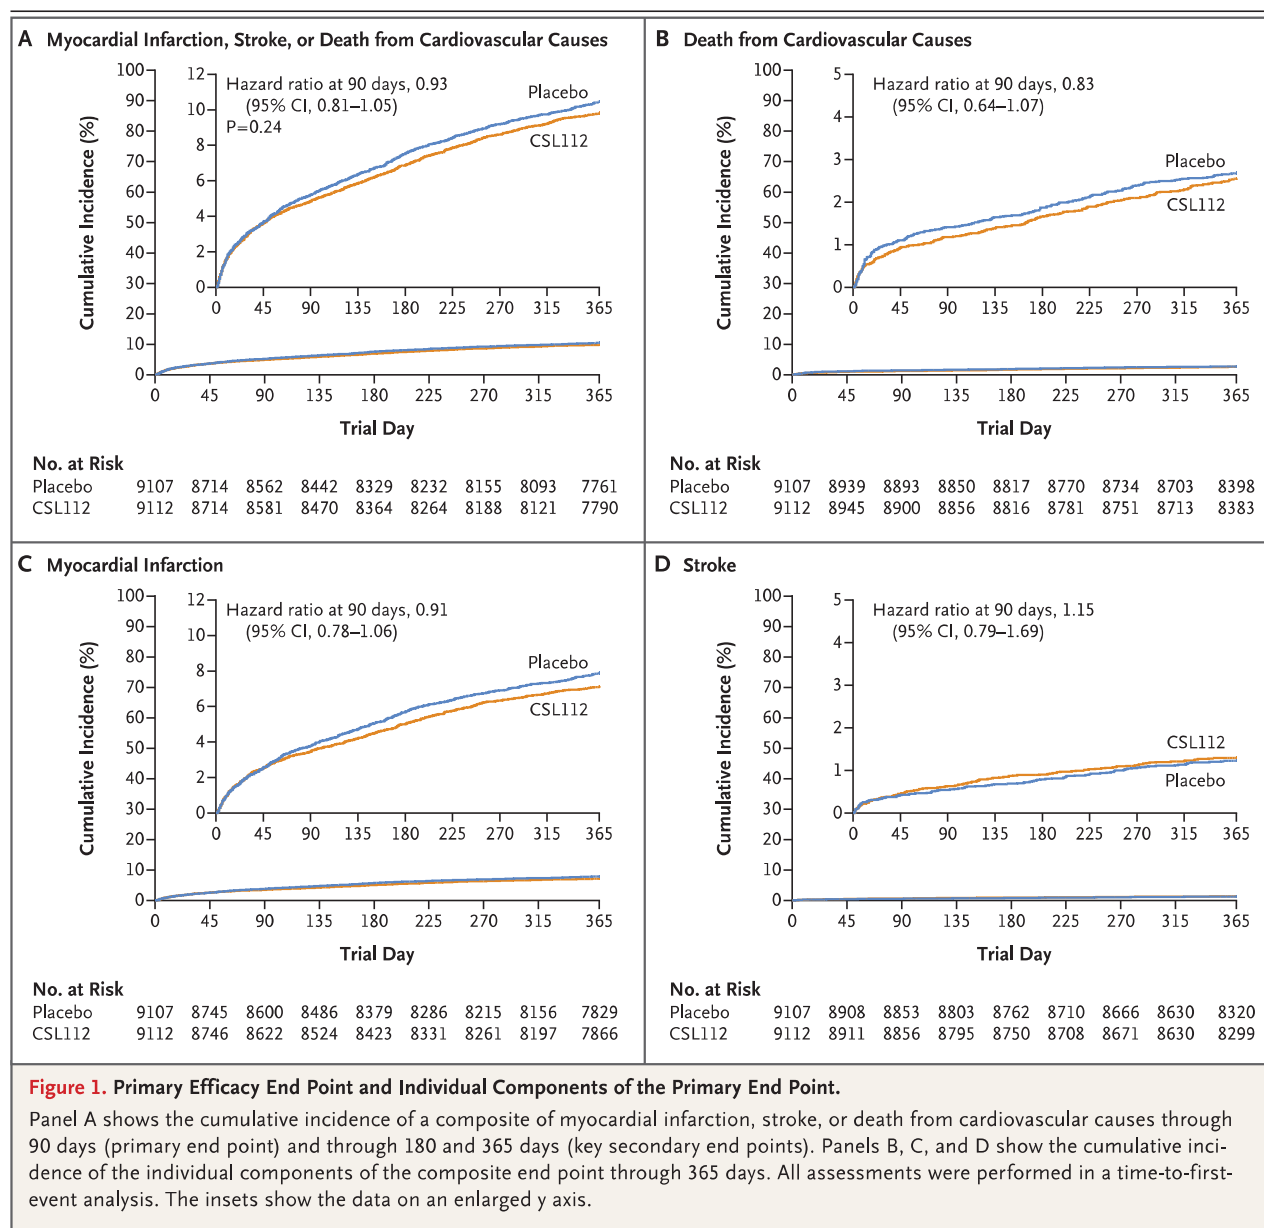 A Myocardial Infarction, Stroke, or Death from Cardiovascular Causes
Cumulative Incidence (%)
100
90
80
70
60
50
40
30
20
10
0
0 45 90 135 180 225 270 315 365
Trial Day
12
10
8
6
4
2
0
0 45 90 135 180 225 270 315 365
Hazard ratio at 90 days, 0.93
(95% CI, 0.81–1.05)
P=0.24
Placebo
CSL112
No. at Risk
Placebo 9107 8714 8562 8442 8329 8232 8155 8093 7761
CSL112 9112 8714 8581 8470 8364 8264 8188 8121 7790
B Death from Cardiovascular Causes
Cumulative Incidence (%)
100
90
80
70
60
50
40
30
20
10
0
0 45 90 135 180 225 270 315 365
Trial Day
5
4
3
2
1
0
0 45 90 135 180 225 270 315 365
Hazard ratio at 90 days, 0.83
(95% CI, 0.64–1.07)
Placebo
CSL112
No. at Risk
Placebo 9107 8939 8893 8850 8817 8770 8734 8703 8398
CSL112 9112 8945 8900 8856 8816 8781 8751 8713 8383
C Myocardial Infarction
Cumulative Incidence (%)
100
90
80
70
60
50
40
30
20
10
0
0 45 90 135 180 225 270 315 365
Trial Day
12
10
8
6
4
2
0
0 45 90 135 180 225 270 315 365
Hazard ratio at 90 days, 0.91
(95% CI, 0.78–1.06)
Placebo
CSL112
No. at Risk
Placebo 9107 8745 8600 8486 8379 8286 8215 8156 7829
CSL112 9112 8746 8622 8524 8423 8331 8261 8197 7866
D Stroke
Cumulative Incidence (%)
100
90
80
70
60
50
40
30
20
10
0
0 45 90 135 180 225 270 315 365
Trial Day
5
4
3
2
1
0
0 45 90 135 180 225 270 315 365
Hazard ratio at 90 days, 1.15
(95% CI, 0.79–1.69)
CSL112
Placebo
No. at Risk
Placebo 9107 8908 8853 8803 8762 8710 8666 8630 8320
CSL112 9112 8911 8856 8795 8750 8708 8671 8630 8299
Figure 1. Primary Efficacy End Point and Individual Components of the Primary End Point.
Panel A shows the cumulative incidence of a composite of myocardial infarction, stroke, or death from cardiovascular causes through
90 days (primary end point) and through 180 and 365 days (key secondary end points). Panels B, C, and D show the cumulative inci-
dence of the individual components of the composite end point through 365 days. All assessments were performed in a time-to-first-
event analysis. The insets show the data on an enlarged y axis.